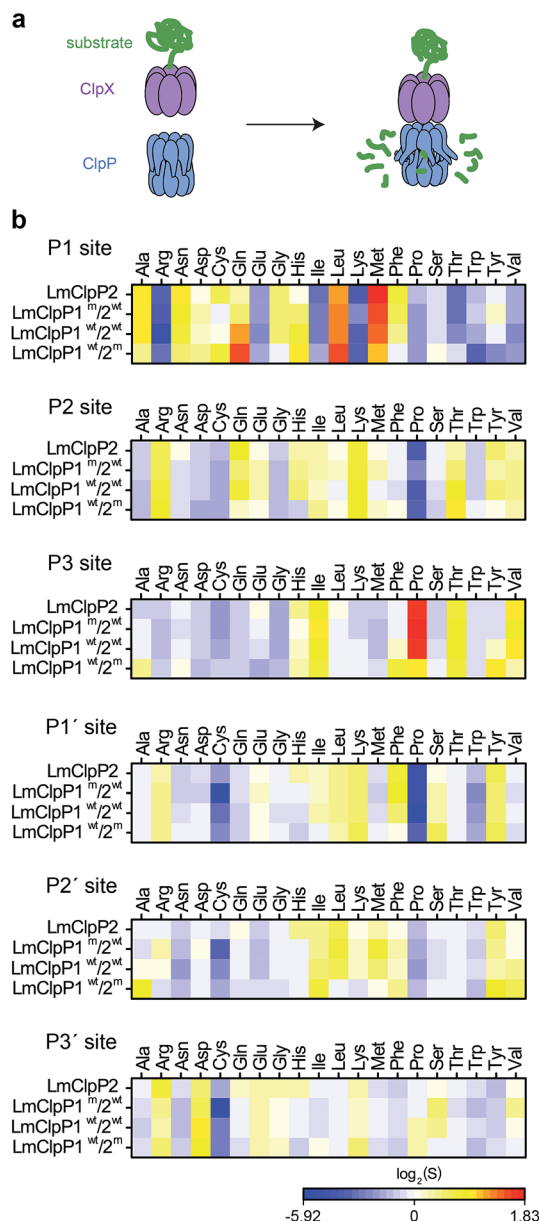 a
substrate
ClpX
ClpP
b
P1 site
Ala Arg Asn Asp Cys Gln Glu Gly His Ile Leu Lys Met Phe Pro Ser Thr Trp Tyr Val
LmClpP2
LmClpP1 m/2wt
LmClpP1 wt/2wt
LmClpP1 wt/2m
P2 site
Ala Arg Asn Asp Cys Gln Glu Gly His Ile Leu Lys Met Phe Pro Ser Thr Trp Tyr Val
LmClpP2
LmClpP1 m/2wt
LmClpP1 wt/2wt
LmClpP1 wt/2m
P3 site
Ala Arg Asn Asp Cys Gln Glu Gly His Ile Leu Lys Met Phe Pro Ser Thr Trp Tyr Val
LmClpP2
LmClpP1 m/2wt
LmClpP1 wt/2wt
LmClpP1 wt/2m
P1´ site
Ala Arg Asn Asp Cys Gln Glu Gly His Ile Leu Lys Met Phe Pro Ser Thr Trp Tyr Val
LmClpP2
LmClpP1 m/2wt
LmClpP1 wt/2wt
LmClpP1 wt/2m
P2´ site
Ala Arg Asn Asp Cys Gln Glu Gly His Ile Leu Lys Met Phe Pro Ser Thr Trp Tyr Val
LmClpP2
LmClpP1 m/2wt
LmClpP1 wt/2wt
LmClpP1 wt/2m
P3´ site
Ala Arg Asn Asp Cys Gln Glu Gly His Ile Leu Lys Met Phe Pro Ser Thr Trp Tyr Val
LmClpP2
LmClpP1 m/2wt
LmClpP1 wt/2wt
LmClpP1 wt/2m
log2(S)
-5.92 0 1.83